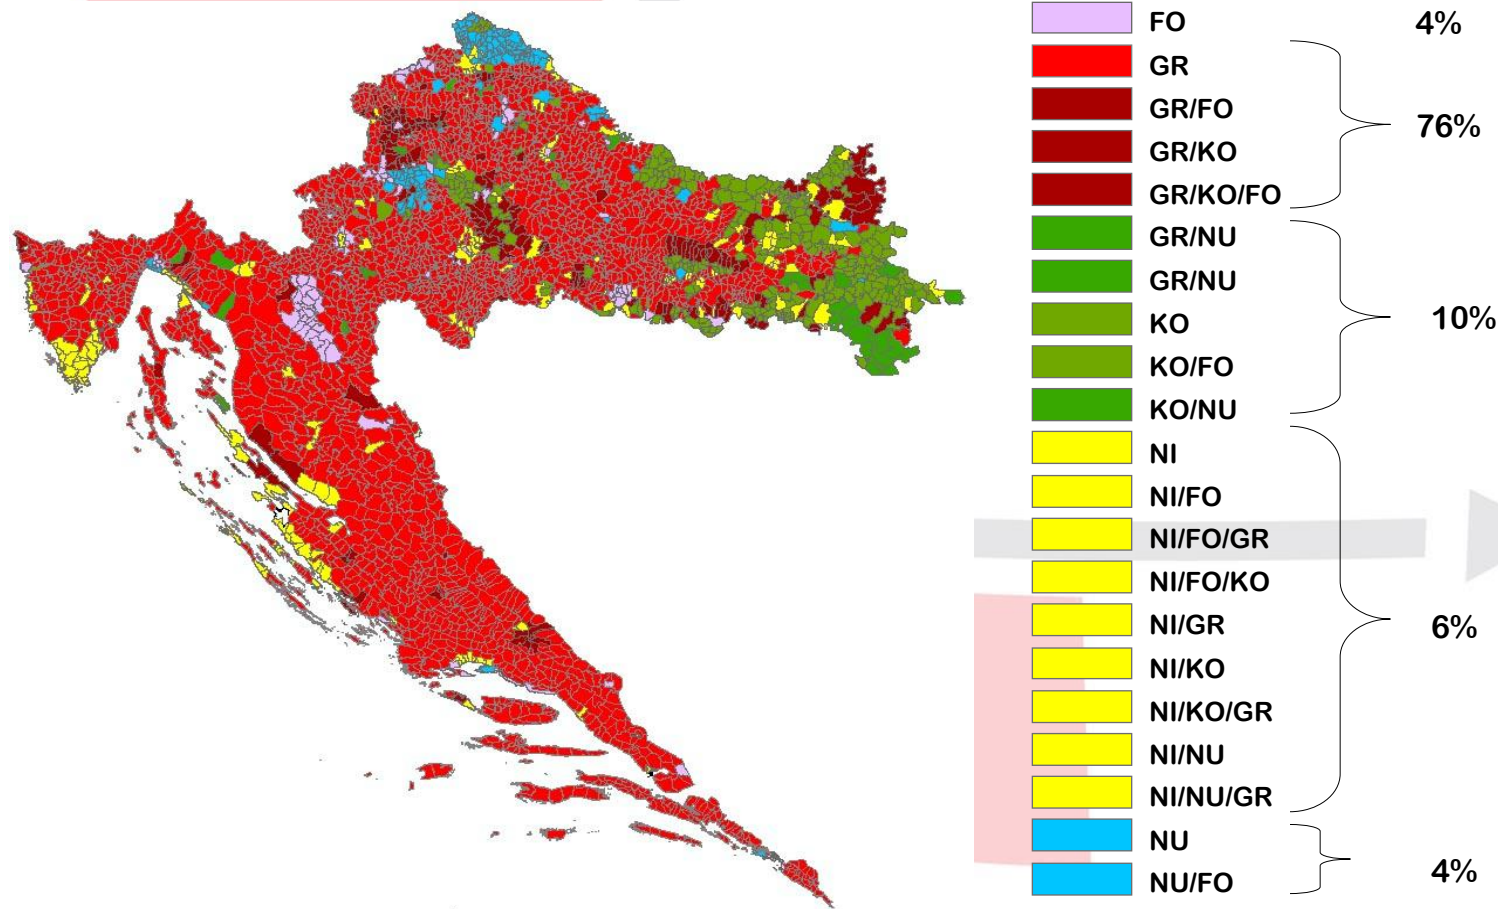 FO 4%
GR
GR/FO
76%
GR/KO
GR/KO/FO
GR/NU
GR/NU
KO 10%
KO/FO
KO/NU
NI
NI/FO
NI/FO/GR
NI/FO/KO
NI/GR 6%
NI/KO
NI/KO/GR
NI/NU
NI/NU/GR
NU
NU/FO 4%